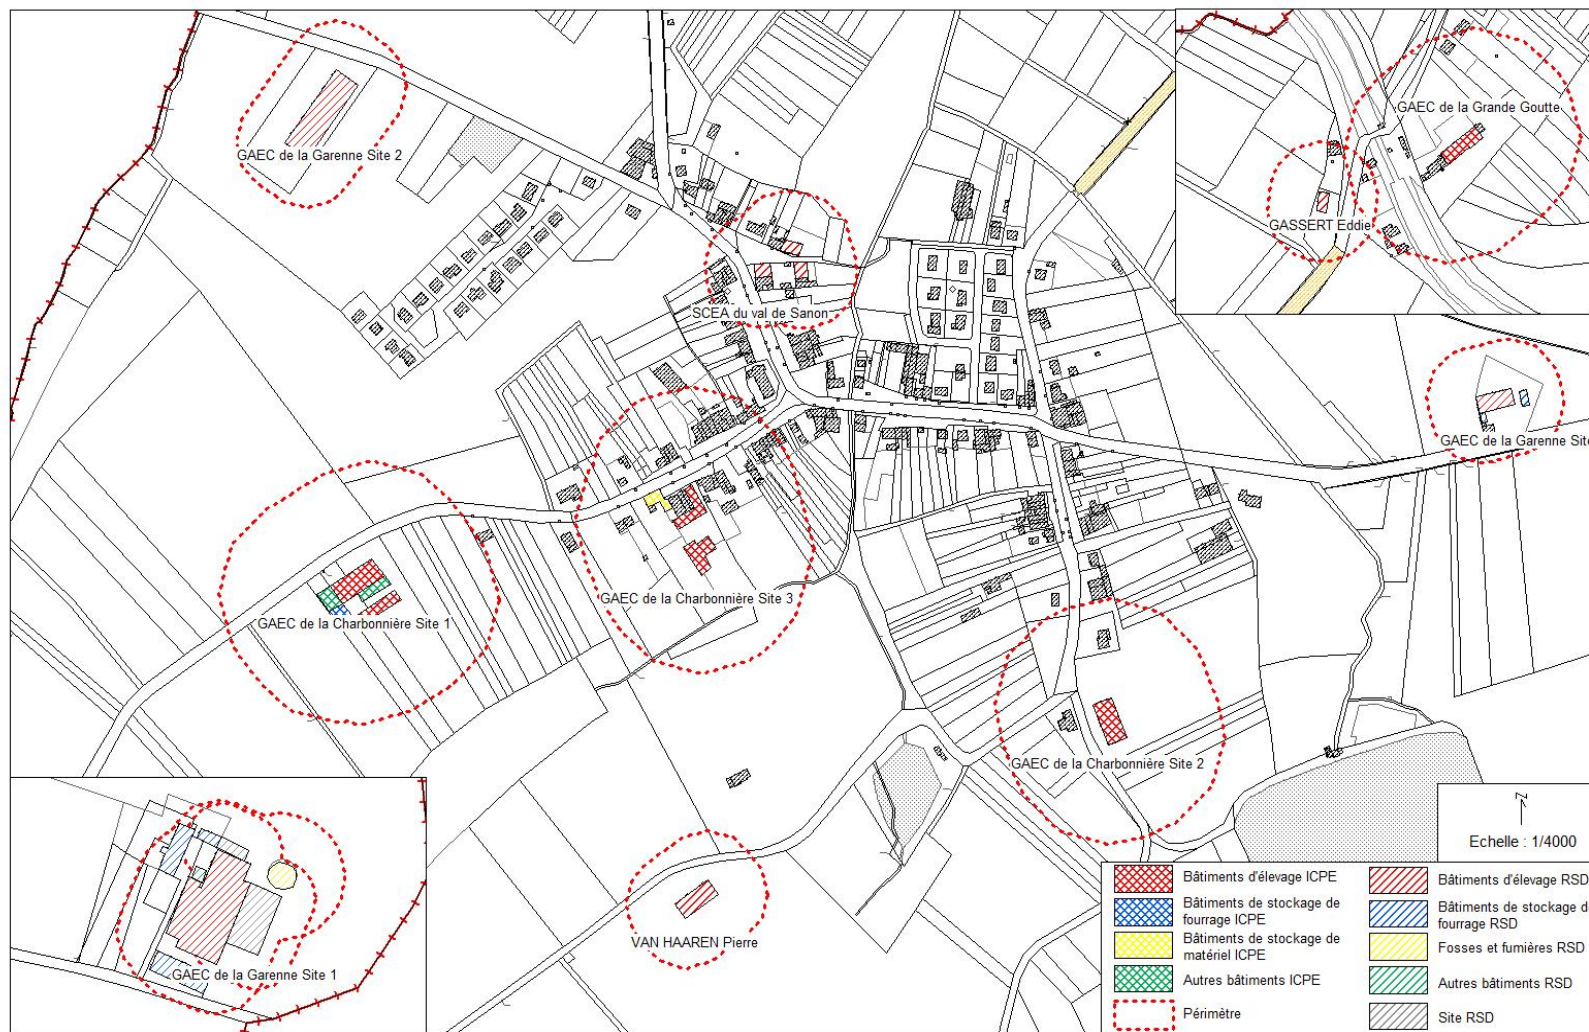 GAEC de la Grande Goutte
GAEC de la Garenne Site 2
GASSERT Eddie
SCEA du val de Sanon
GAEC de la Garenne Site
GAEC de la Charbonnière Site 3
GAEC de la Charbonnière Site 1
GAEC de la Charbonnière Site 2
VAN HAAREN Pierre
GAEC de la Garenne Site 1
Z
Echelle : 1/4000
Bâtiments d'élevage ICPE
Bâtiments de stockage de
fourrage ICPE
Bâtiments de stockage de
matériel ICPE
Autres bâtiments ICPE
Périmètre
Bâtiments d'élevage RSD
Bâtiments de stockage d
fourrage RSD
Fosses et fumières RSD
Autres bâtiments RSD
Site RSD